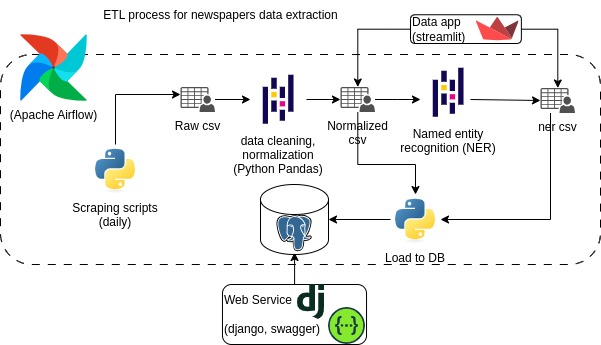 ETL process for newspapers data extraction
Data app
(streamlit)
(Apache Airflow)
Raw csv
data cleaning,
normalization
(Python Pandas)
Normalized
csv
Named entity
recognition (NER)
ner csv
Scraping scripts
(daily)
Load to DB
Web Service
dj
(django, swagger)
{...}